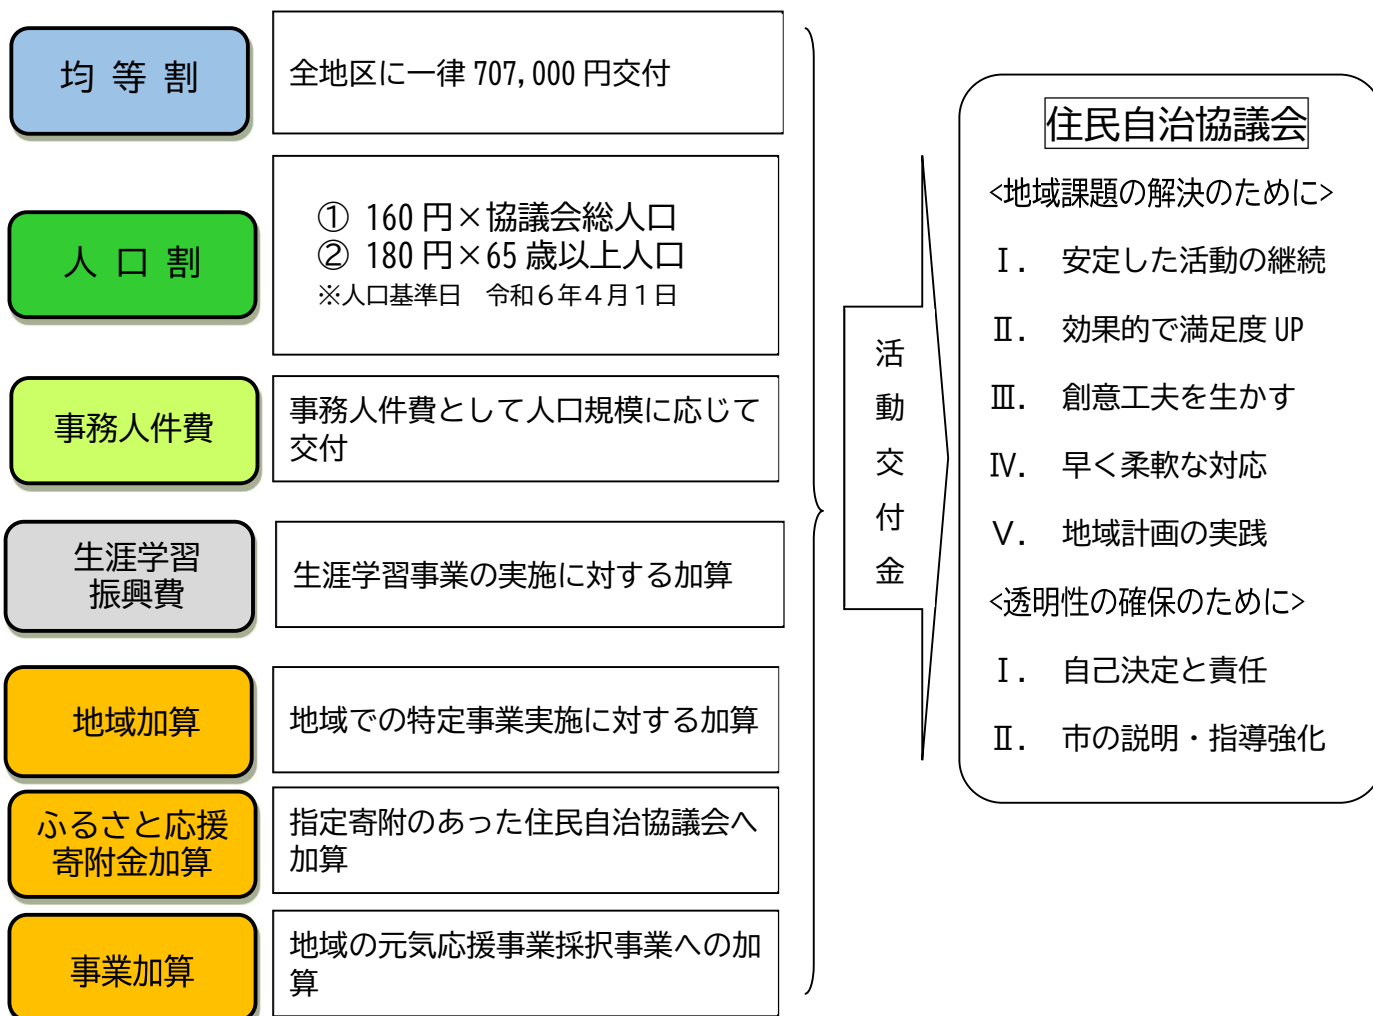 均等割
全地区に一律 707,000 円交付
人口割
① 160 円×協議会総人口
② 180 円×65 歳以上人口
※人口基準日　令和６年４月１日
事務人件費
事務人件費として人口規模に応じて
交付
生涯学習
振興費
生涯学習事業の実施に対する加算
地域加算
地域での特定事業実施に対する加算
ふるさと応援
寄附金加算
指定寄附のあった住民自治協議会へ
加算
事業加算
地域の元気応援事業採択事業への加
算
活動交付金
住民自治協議会
<地域課題の解決のために>
Ⅰ.　安定した活動の継続
Ⅱ.　効果的で満足度 UP
Ⅲ.　創意工夫を生かす
Ⅳ.　早く柔軟な対応
Ⅴ.　地域計画の実践
<透明性の確保のために>
Ⅰ.　自己決定と責任
Ⅱ.　市の説明・指導強化